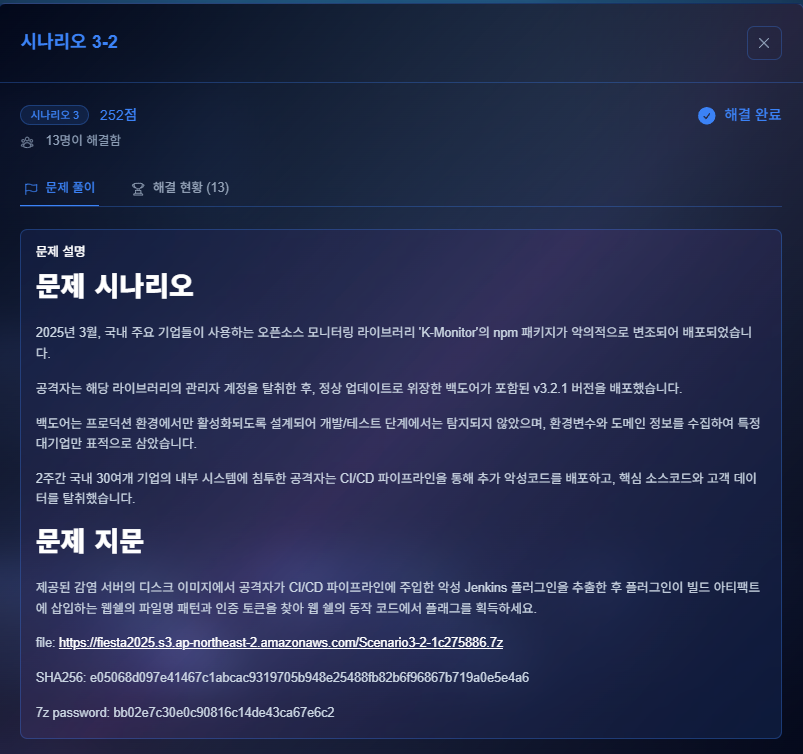 시나리오 3-2
시나리오 3 252점
해결 완료
13명이 해결함
문제 풀이
해결 현황 (13)
문제 설명
문제 시나리오
2025년 3월, 국내 주요 기업들이 사용하는 오픈소스 모니터링 라이브러리 'K-Monitor'의 npm 패키지가 악의적으로 변조되어 배포되었습니
다.
공격자는 해당 라이브러리의 관리자 계정을 탈취한 후, 정상 업데이트로 위장한 백도어가 포함된 v3.2.1 버전을 배포했습니다.
백도어는 프로덕션 환경에서만 활성화되도록 설계되어 개발/테스트 단계에서는 탐지되지 않았으며, 환경변수와 도메인 정보를 수집하여 특정
대기업만 표적으로 삼았습니다.
2주간 국내 30여개 기업의 내부 시스템에 침투한 공격자는 CI/CD 파이프라인을 통해 추가 악성코드를 배포하고, 핵심 소스코드와 고객 데이
터를 탈취했습니다.
문제 지문
제공된 감염 서버의 디스크 이미지에서 공격자가 CI/CD 파이프라인에 주입한 악성 Jenkins 플러그인을 추출한 후 플러그인이 빌드 아티팩트
에 삽입하는 웹쉘의 파일명 패턴과 인증 토큰을 찾아 웹 쉘의 동작 코드에서 플래그를 획득하세요.
file: https://fiesta2025.s3.ap-northeast-2.amazonaws.com/Scenario3-2-1c275886.7z
SHA256: e05068d097e41467c1abcac9319705b948e25488fb82b6f96867b719a0e5e4a6
7z password: bb02e7c30e0c90816c14de43ca67e6c2